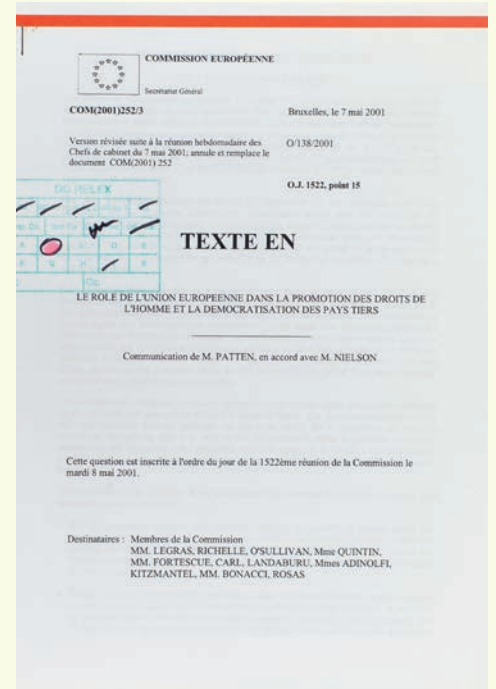 COMMISSION EUROPÉENNE
Secrétariat Général
COM(2001)252/3
Bruxelles, le 7 mai 2001
Version révisée suite à la réunion hebdomadaire des
Chefs de cabinet du 7 mai 2001; annule et remplace le
document COM(2001) 252
O/138/2001
O.J. 1522, point 15
DG RELEX
TEXTE EN
LE ROLE DE L'UNION EUROPEENNE DANS LA PROMOTION DES DROITS DE
L'HOMME ET LA DEMOCRATISATION DES PAYS TIERS
Communication de M. PATTEN, en accord avec M. NIELSON
Cette question est inscrite à l'ordre du jour de la 1522ème réunion de la Commission le
mardi 8 mai 2001.
Destinataires : Membres de la Commission
MM. LEGRAS, RICHELLE, O'SULLIVAN, Mme QUINTIN,
MM. FORTESCUE, CARL, LANDABURU, Mmes ADINOLFI,
KITZMANTEL, MM. BONACCI, ROSAS